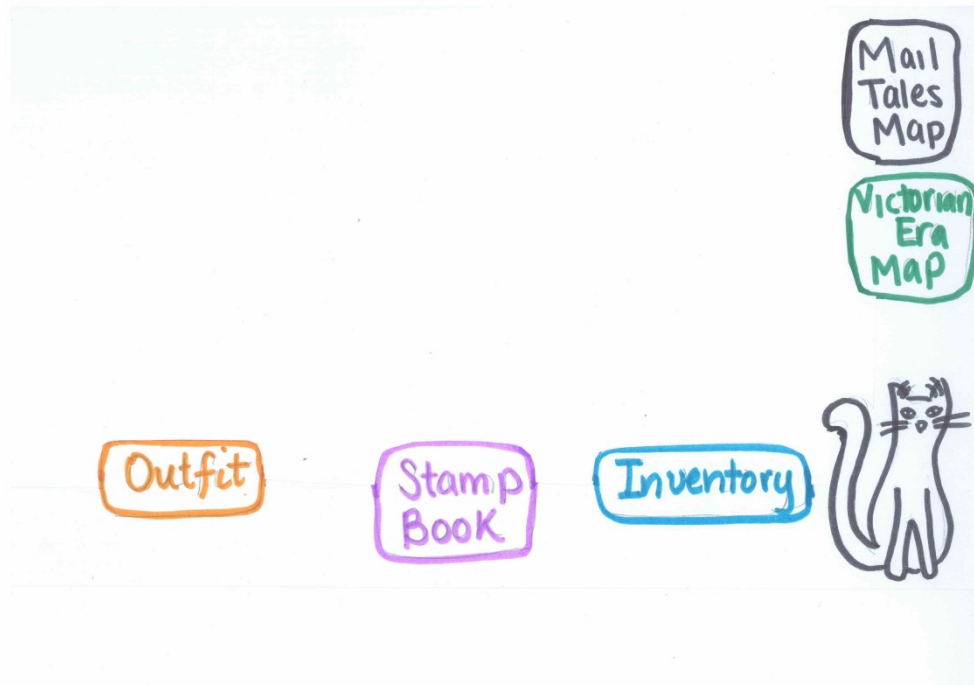 Mail
Tales
Map
Victorian
Era
Map
Outfit
Stamp
Book
Inventory